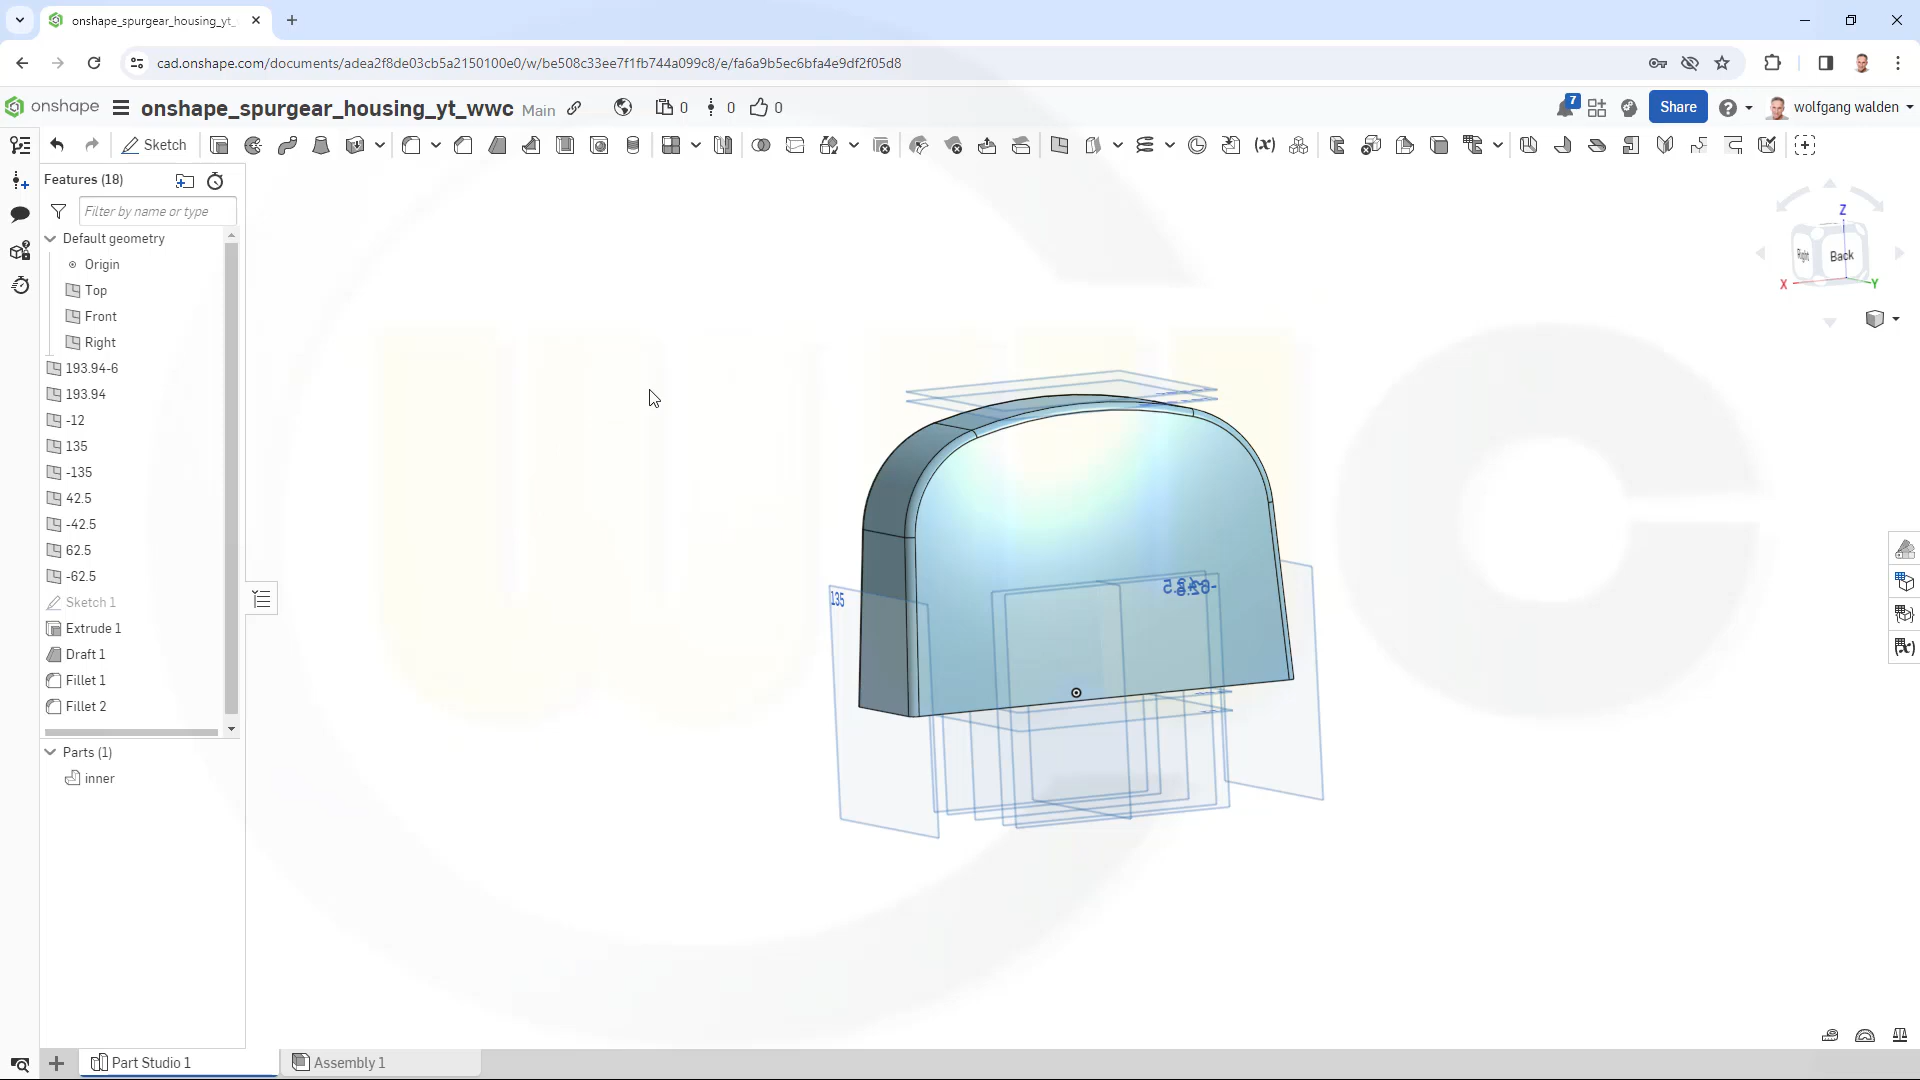 onshape_spurgear_housing_yt_
cad.onshape.com/documents/adea2f8de03cb5a2150100e0/w/be508c33ee7f1fb744a099c8/e/fa6a9b5ec6bfa4e9df2f05d8
onshape onshape_spurgear_housing_yt_wwc Main 0 0 0 7 Share wolfgang walden
Sketch (x)
Features (18)
Filter by name or type
Default geometry
Origin
Top
Front
Right
193.94-6
193.94
-12
135
-135
42.5
-42.5
62.5
-62.5
Sketch 1
Extrude 1
Draft 1
Fillet 1
Fillet 2
Parts (1)
inner
135
Z
Right Back
X Y
wwc
Part Studio 1 Assembly 1